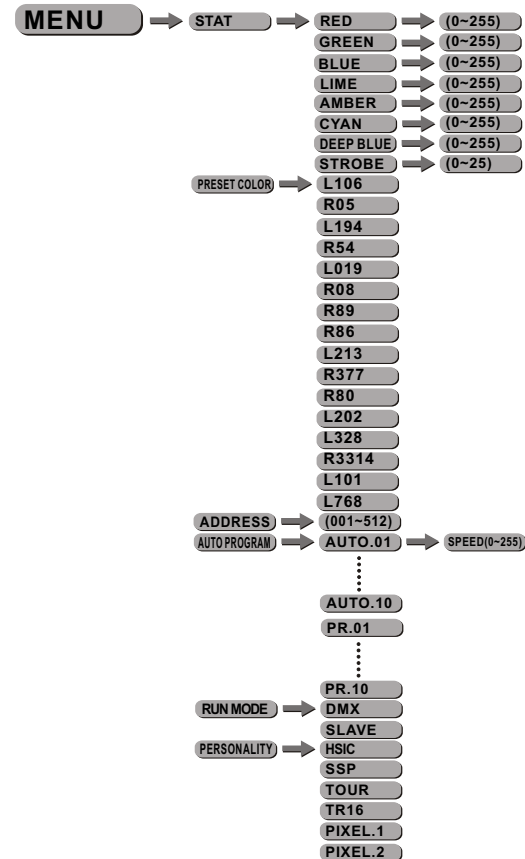 MENU STAT RED (0~255)
GREEN (0~255)
BLUE (0~255)
LIME (0~255)
AMBER (0~255)
CYAN (0~255)
DEEP BLUE (0~255)
STROBE (0~25)
PRESET COLOR L106
R05
L194
R54
L019
R08
R89
R86
L213
R377
R80
L202
L328
R3314
L101
L768
ADDRESS (001~512)
AUTO PROGRAM AUTO.01 SPEED(0~255)
AUTO.10
PR.01
PR.10
RUN MODE DMX
SLAVE
PERSONALITY HSIC
SSP
TOUR
TR16
PIXEL.1
PIXEL.2